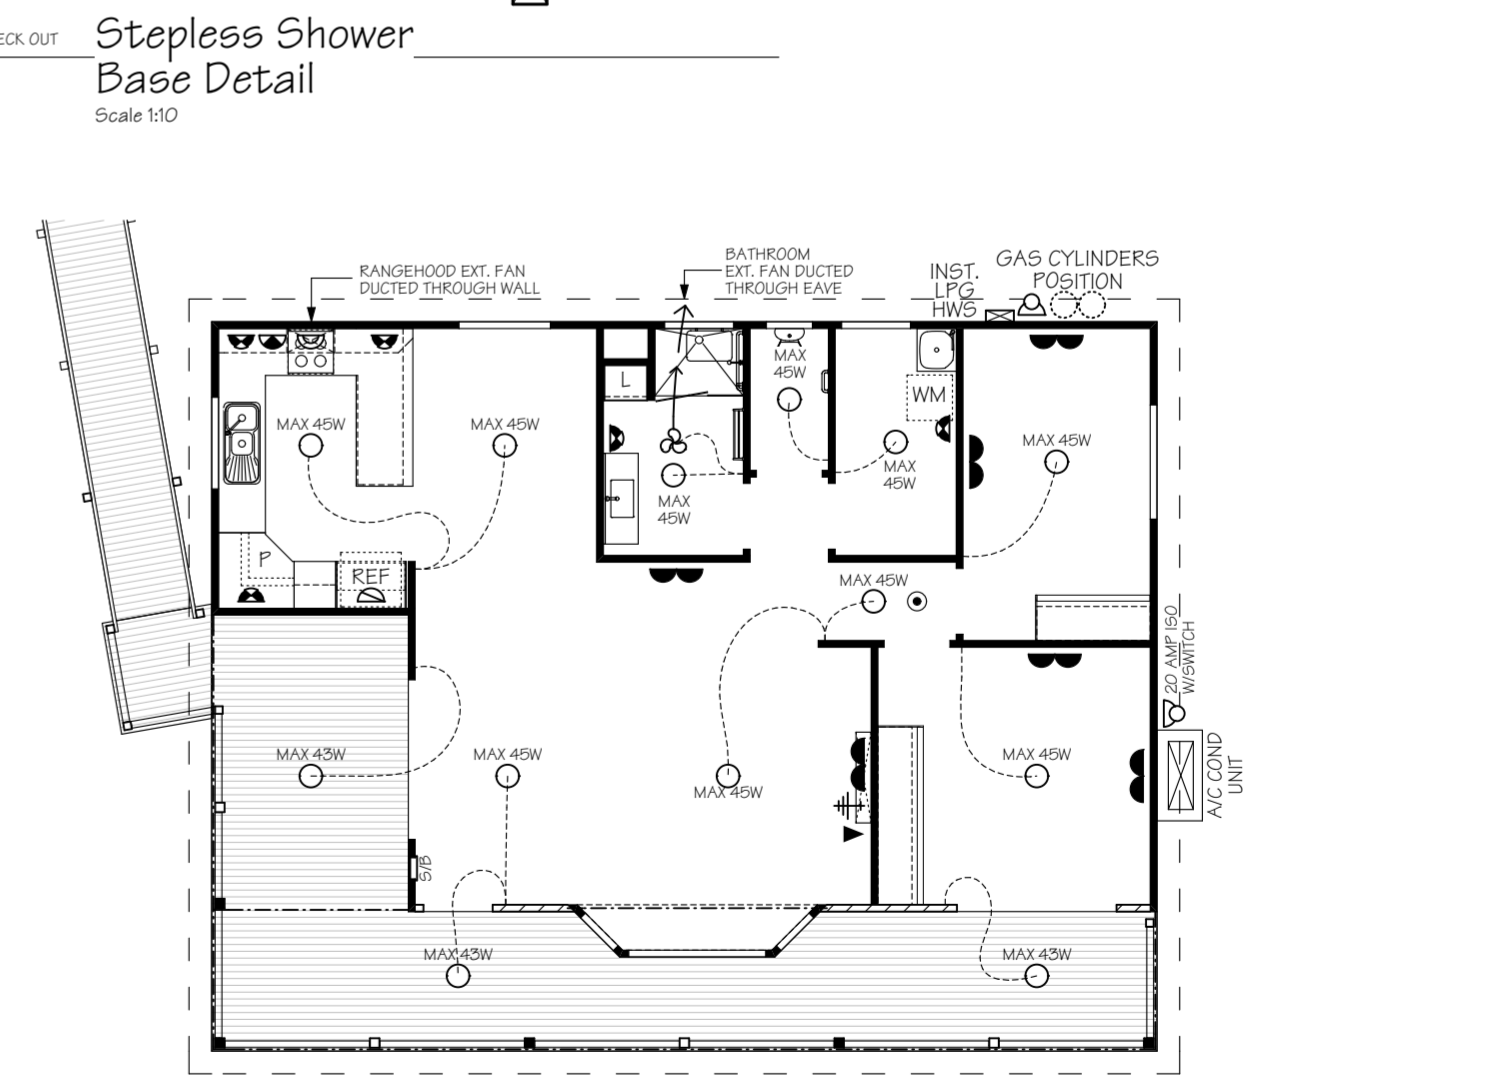 ECK OUT
Stepless Shower
Base Detail
Scale 1:10
RANGEHOOD EXT. FAN
DUCTED THROUGH WALL
BATHROOM
EXT. FAN DUCTED
THROUGH EAVE
INST.
LPG
HWS
GAS CYLINDERS
POSITION
MAX
45W
L
WM
MAX 45W
MAX 45W
MAX 45W
MAX
45W
MAX
45W
P
REF
MAX 45W
20 AMP ISO
W/SWITCH
MAX 43W
MAX 45W
MAX 45W
MAX 45W
A/C COND
UNIT
S/B
MAX 43W
MAX 43W